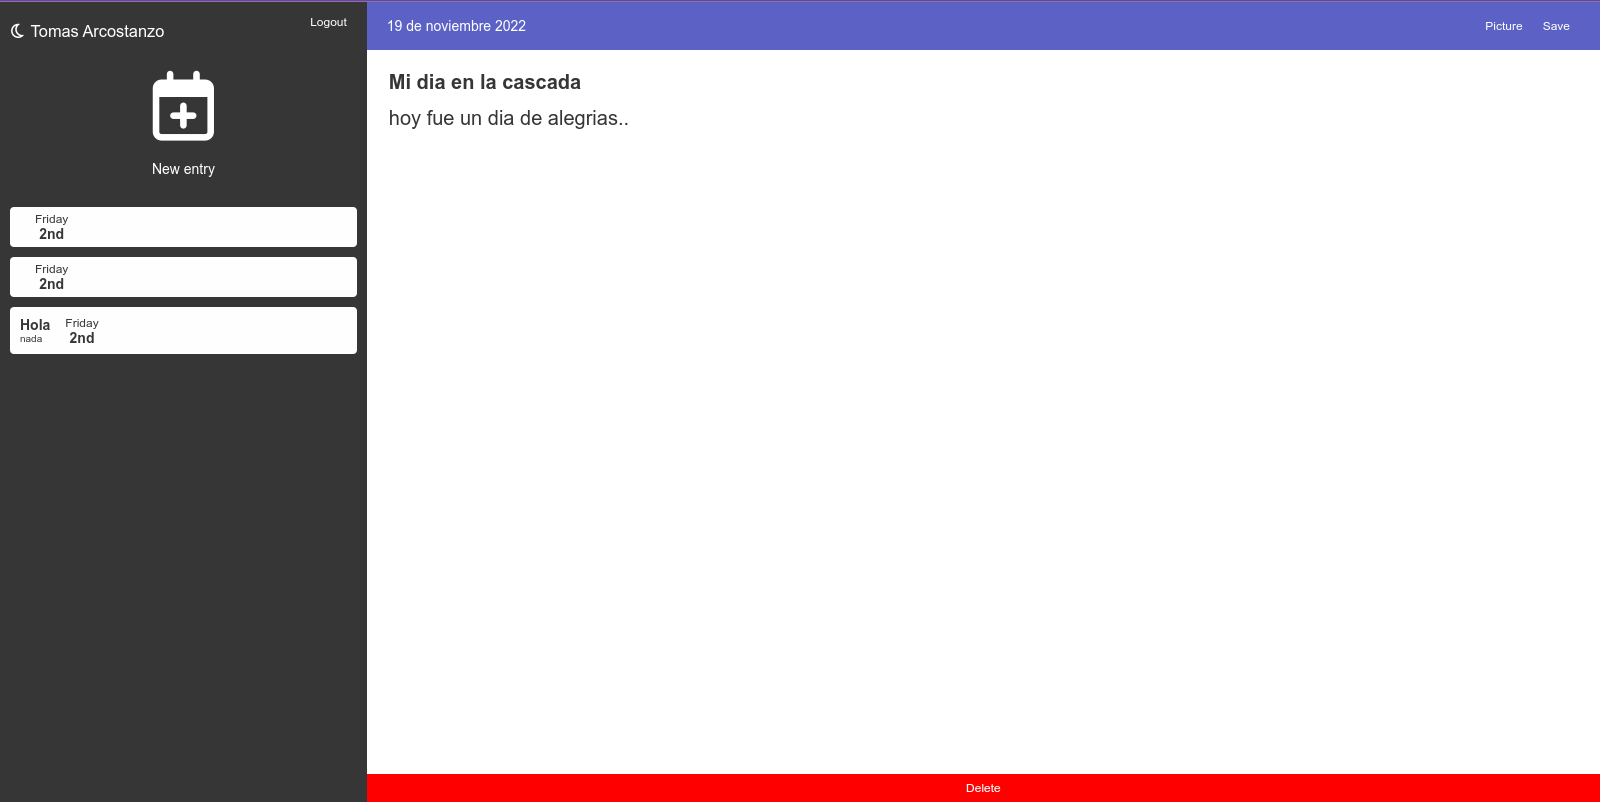 Tomas Arcostanzo
Logout
New entry
Friday
2nd
Friday
2nd
Hola
nada
Friday
2nd
19 de noviembre 2022
Picture
Save
Mi dia en la cascada
hoy fue un dia de alegrias..
Delete